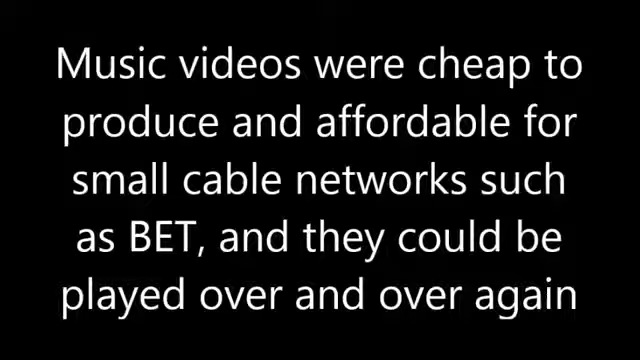 Music videos were cheap to
produce and affordable for
small cable networks such
as BET, and they could be
played over and over again